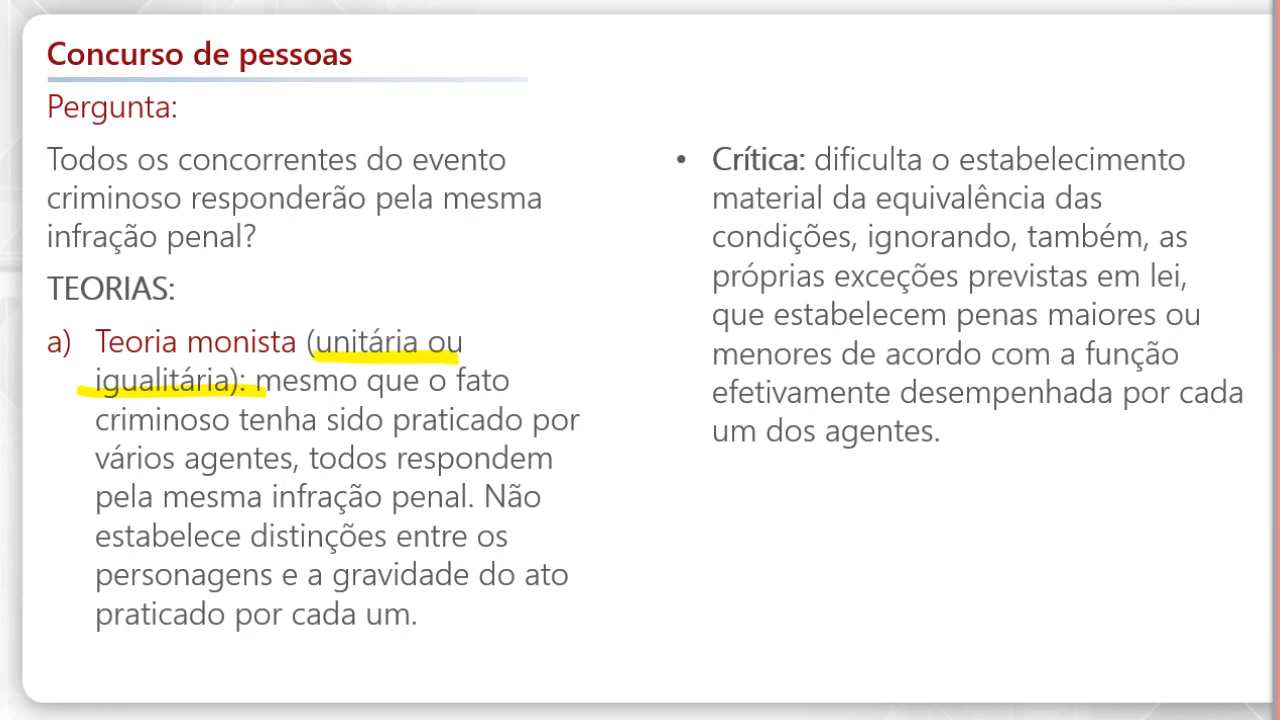 Concurso de pessoas
Pergunta:
Todos os concorrentes do evento
criminoso responderão pela mesma
infração penal?
TEORIAS:
a) Teoria monista (unitária ou
igualitária): mesmo que o fato
criminoso tenha sido praticado por
vários agentes, todos respondem
pela mesma infração penal. Não
estabelece distinções entre os
personagens e a gravidade do ato
praticado por cada um.
• Crítica: dificulta o estabelecimento
material da equivalência das
condições, ignorando, também, as
próprias exceções previstas em lei,
que estabelecem penas maiores ou
menores de acordo com a função
efetivamente desempenhada por cada
um dos agentes.